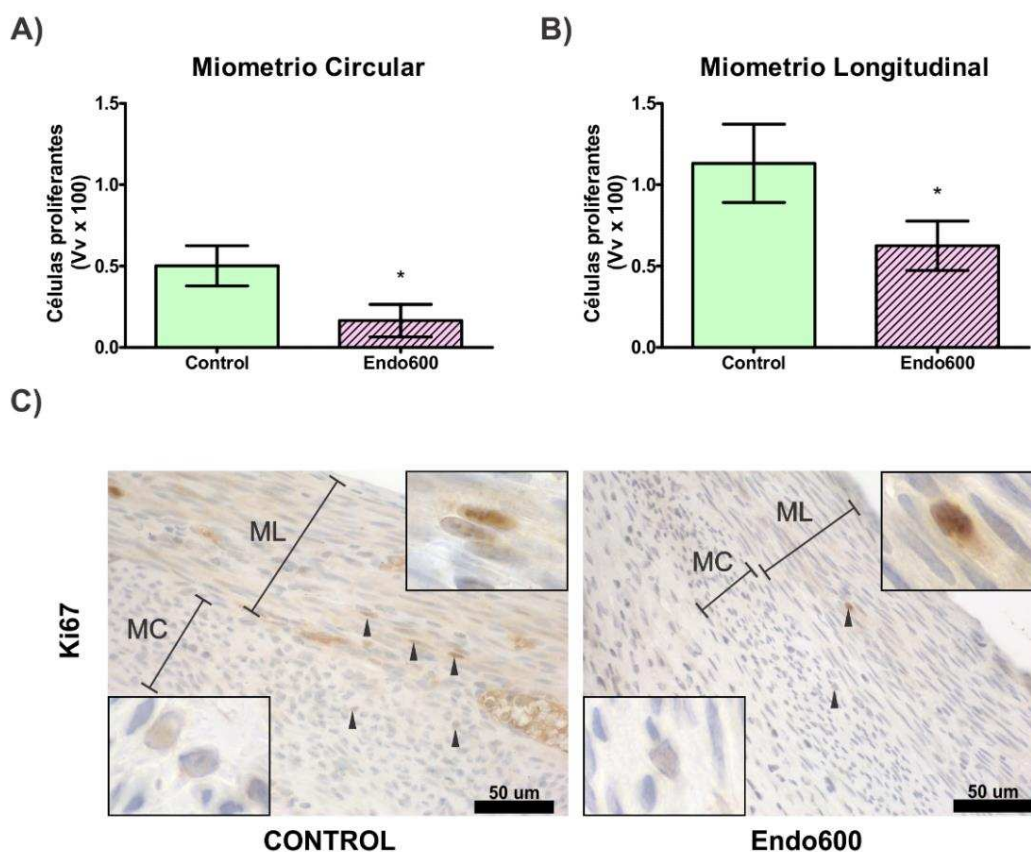 A)
Miometrio Circular
Células proliferantes
(Vv x 100)
1.5
1.0
0.5
0.0
*
Control
Endo600
B)
Miometrio Longitudinal
Células proliferantes
(Vv x 100)
1.5
1.0
0.5
0.0
*
Control
Endo600
C)
Ki67
ML
MC
50 um
CONTROL
ML
MC
50 um
Endo600